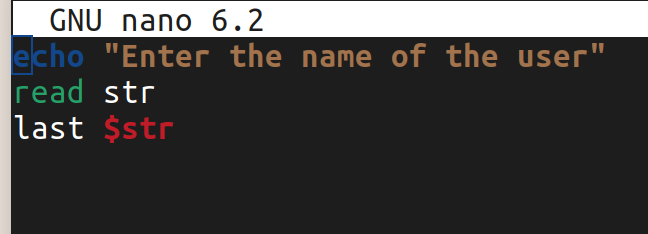 GNU nano 6.2
echo "Enter the name of the user"
read str
last $str